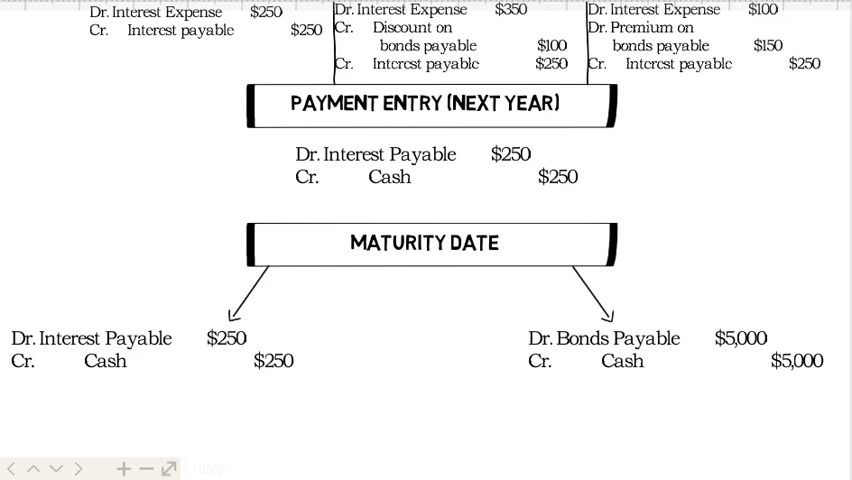 Dr. Interest Expense $250
Cr. Interest payable $250
Dr. Interest Expense $350
Cr. Discount on
bonds payable $100
Cr. Interest payable $250
Dr. Interest Expense $100
Dr. Premium on
bonds payable $150
Cr. Interest payable $250
PAYMENT ENTRY (NEXT YEAR)
Dr. Interest Payable $250
Cr. Cash $250
MATURITY DATE
Dr. Interest Payable $250
Cr. Cash $250
Dr. Bonds Payable $5,000
Cr. Cash $5,000